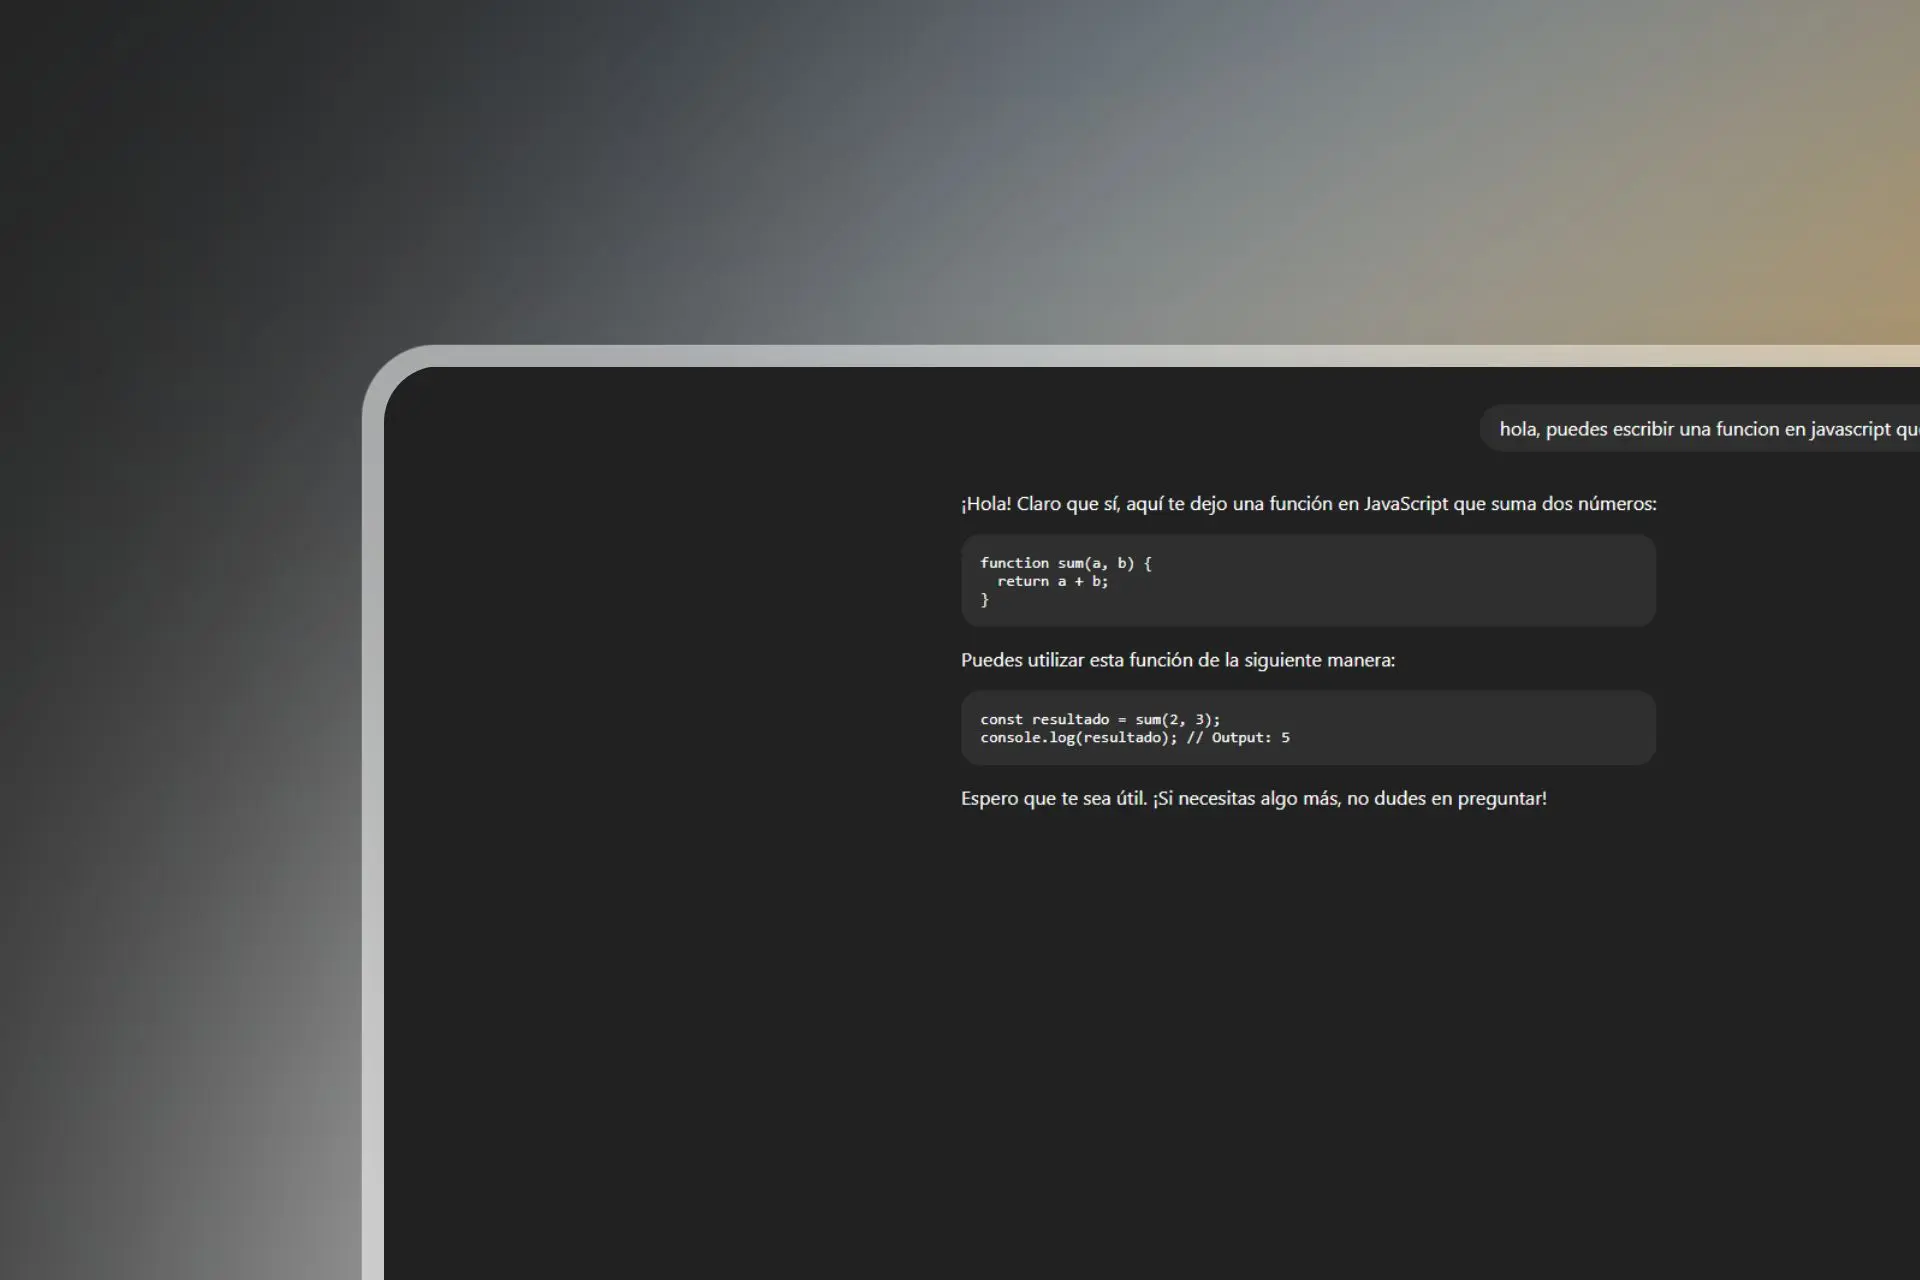 hola, puedes escribir una funcion en javascript
¡Hola! Claro que sí, aquí te dejo una función en JavaScript que suma dos números:
function sum(a, b) {
  return a + b;
}
Puedes utilizar esta función de la siguiente manera:
const resultado = sum(2, 3);
console.log(resultado); // Output: 5
Espero que te sea útil. ¡Si necesitas algo más, no dudes en preguntar!